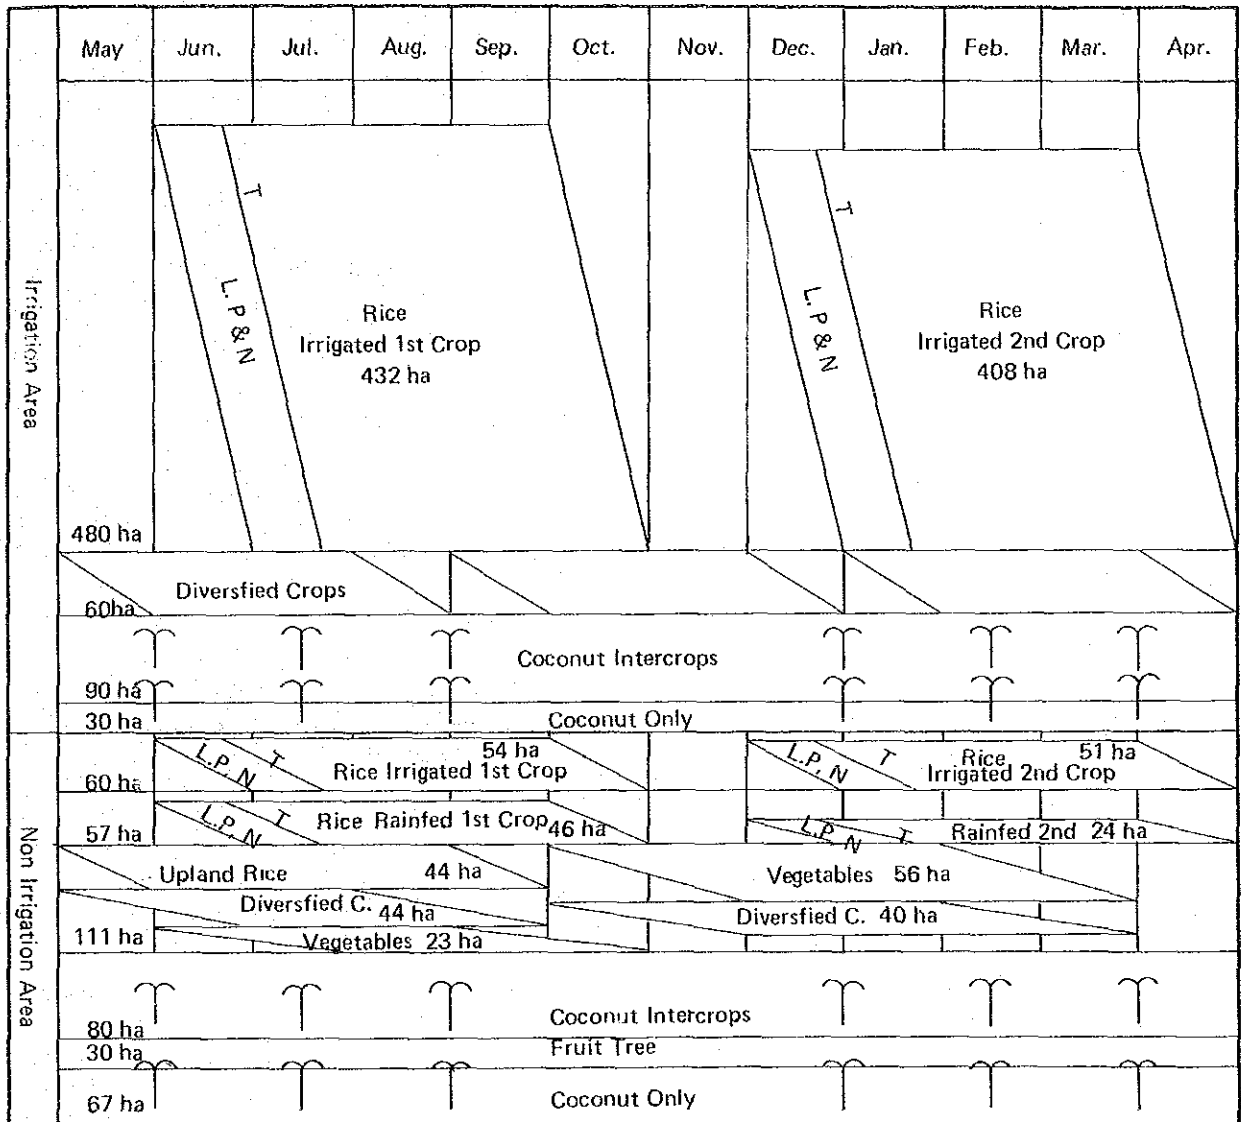 May Jun. Jul. Aug. Sep. Oct. Nov. Dec. Jan. Feb. Mar. Apr.
Irrigation Area
T
L. P & N
Rice
Irrigated 1st Crop
432 ha
T
L. P & N
Rice
Irrigated 2nd Crop
408 ha
480 ha
Diversfied Crops
60ha
Coconut Intercrops
90 ha
30 ha
Coconut Only
Non Irrigation Area
L.P, N
T
54 ha
Rice Irrigated 1st Crop
L.P, N
T
Rice
51 ha
Irrigated 2nd Crop
60 ha
L.P, N
T
Rice Rainfed 1st Crop
46 ha
L.P, N
T
Rainfed 2nd 24 ha
57 ha
Upland Rice
44 ha
Vegetables 56 ha
Diversfied C.
44 ha
Diversfied C. 40 ha
111 ha
Vegetables 23 ha
Coconut Intercrops
80 ha
30 ha
Fruit Tree
67 ha
Coconut Only